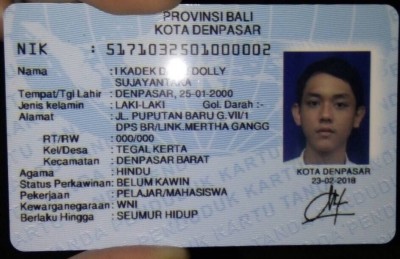 PROVINSI BALI
KOTA DENPASAR
NIK : 5171032501000002
Nama : I KADEK DOLLY
SUJAYANTAKA
Tempat/Tgl Lahir : DENPASAR, 25-01-2000
Jenis kelamin : LAKI-LAKI Gol. Darah :-
Alamat : JL. PUPUTAN BARU G.VII/1
DPS BR/LINK.MERTHA GANGG
RT/RW : 000/000
Kel/Desa : TEGAL KERTA
Kecamatan : DENPASAR BARAT
Agama : HINDU
Status Perkawinan: BELUM KAWIN
Pekerjaan : PELAJAR/MAHASISWA
Kewarganegaraan: WNI
Berlaku Hingga : SEUMUR HIDUP
KOTA DENPASAR
23-02-2018